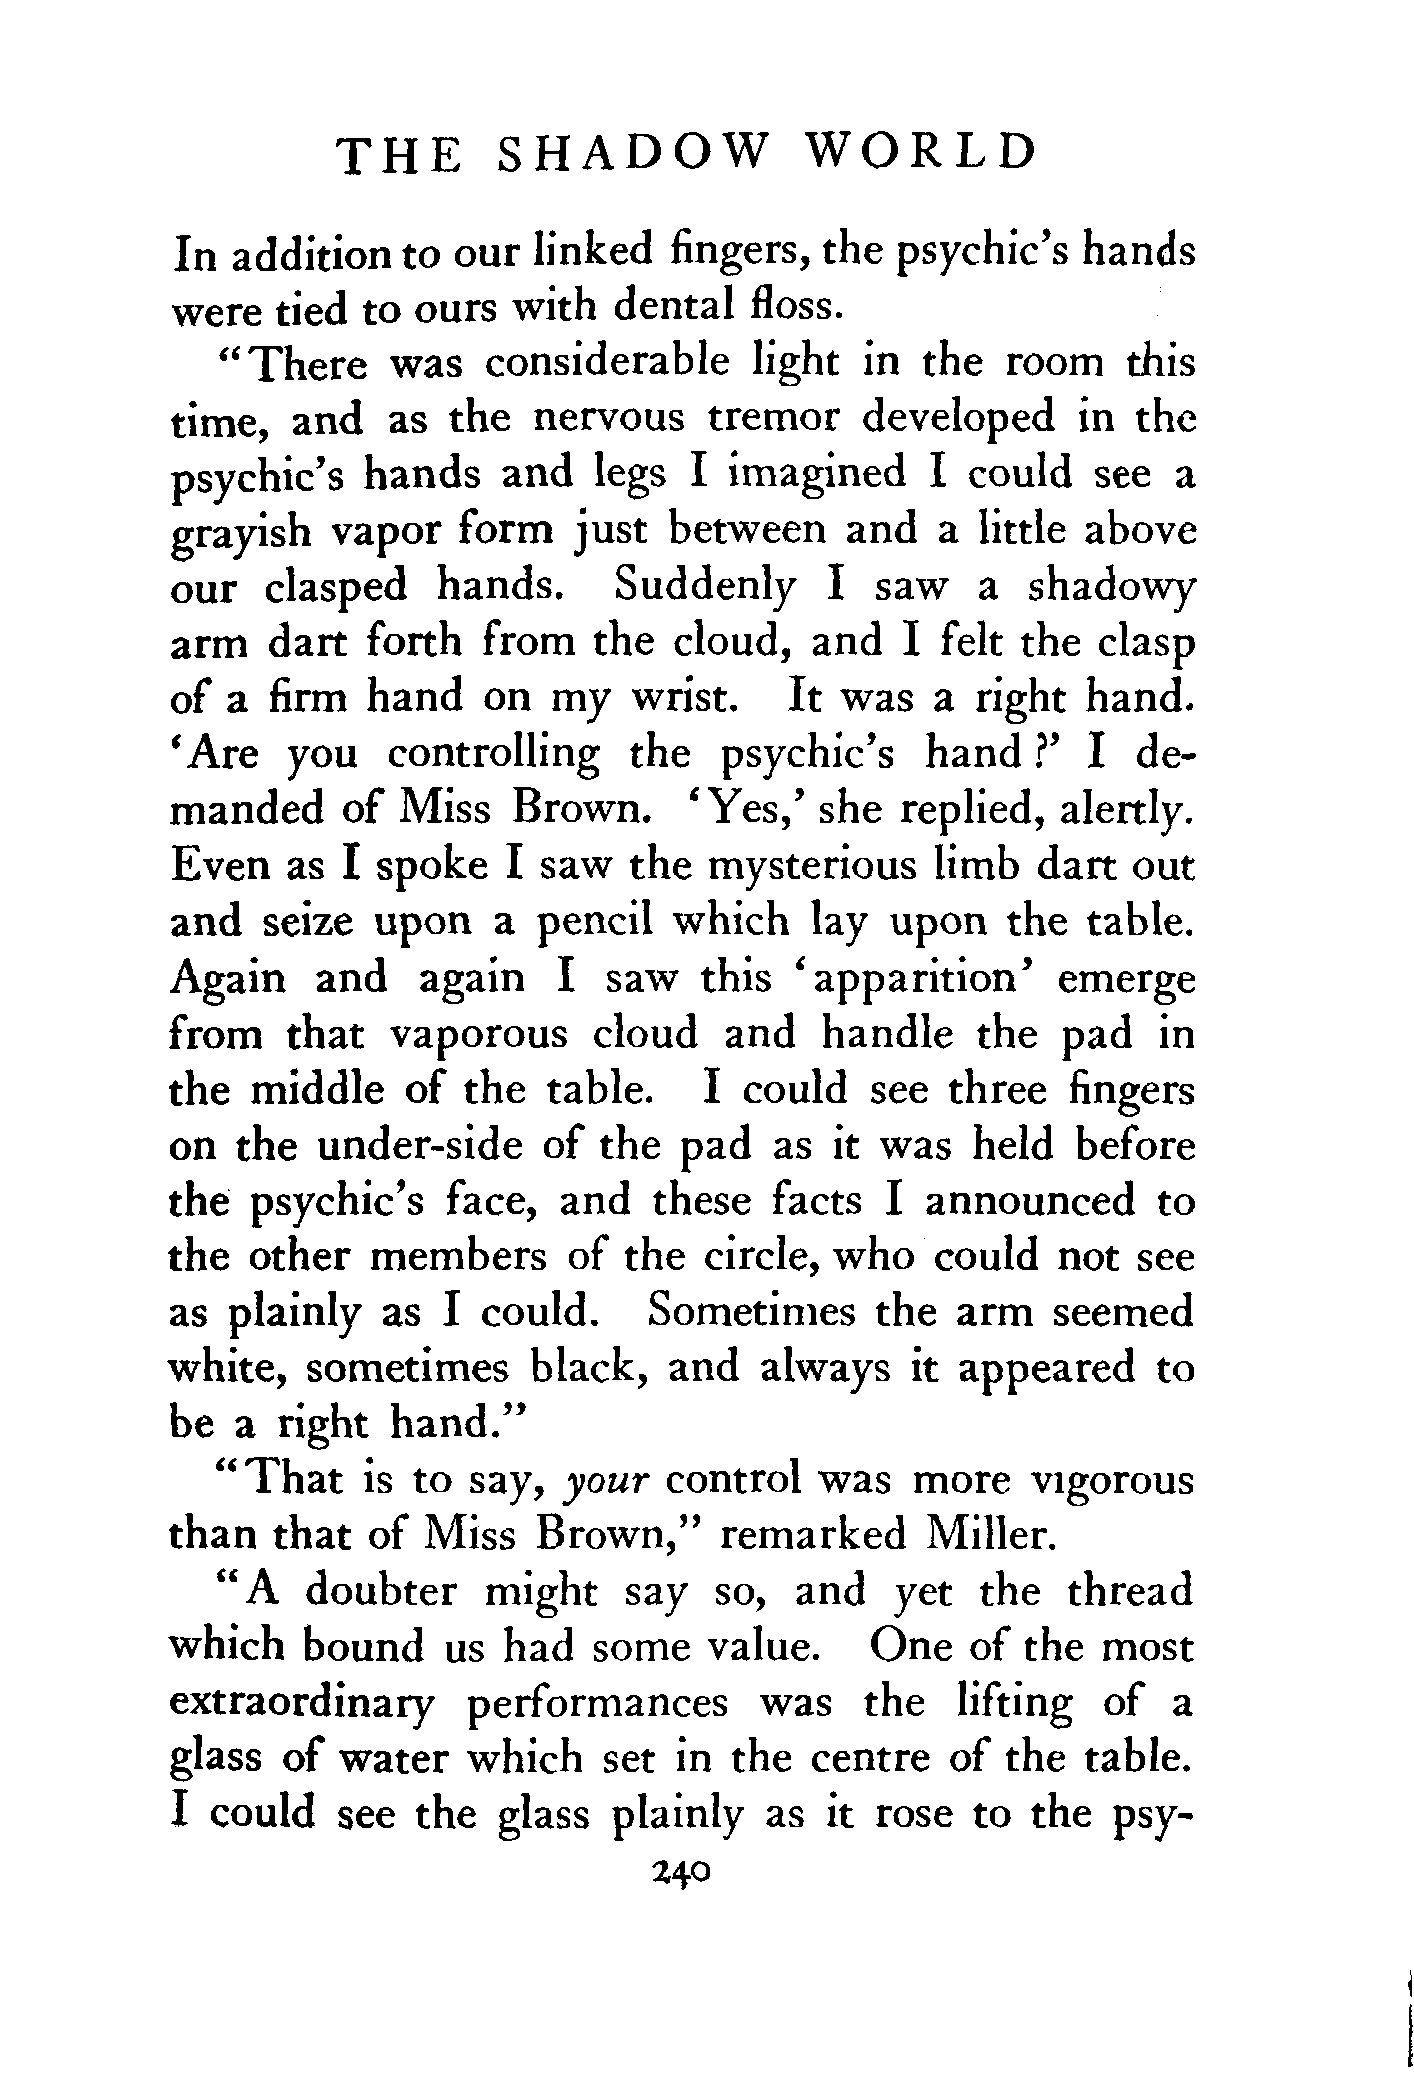 THE SHADOW WORLD
In addition to our linked fingers, the psychic's hands
were tied to ours with dental floss.
"There was considerable light in the room this
time, and as the nervous tremor developed in the
psychic's hands and legs I imagined I could see a
grayish vapor form just between and a little above
our clasped hands. Suddenly I saw a shadowy
arm dart forth from the cloud, and I felt the clasp
of a firm hand on my wrist. It was a right hand.
'Are you controlling the psychic's hand?' I de-
manded of Miss Brown. 'Yes,' she replied, alertly.
Even as I spoke I saw the mysterious limb dart out
and seize upon a pencil which lay upon the table.
Again and again I saw this 'apparition' emerge
from that vaporous cloud and handle the pad in
the middle of the table. I could see three fingers
on the under-side of the pad as it was held before
the psychic's face, and these facts I announced to
the other members of the circle, who could not see
as plainly as I could. Sometimes the arm seemed
white, sometimes black, and always it appeared to
be a right hand."
"That is to say, your control was more vigorous
than that of Miss Brown," remarked Miller.
"A doubter might say so, and yet the thread
which bound us had some value. One of the most
extraordinary performances was the lifting of a
glass of water which set in the centre of the table.
I could see the glass plainly as it rose to the psy-
240